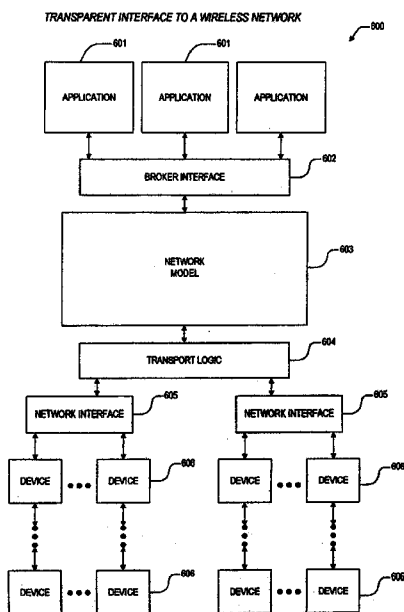 TRANSPARENT INTERFACE TO A WIRELESS NETWORK
600
601 601
APPLICATION APPLICATION APPLICATION
602
BROKER INTERFACE
603
NETWORK
MODEL
604
TRANSPORT LOGIC
605 605
NETWORK INTERFACE NETWORK INTERFACE
606 606
DEVICE DEVICE DEVICE DEVICE
606 606
DEVICE DEVICE DEVICE DEVICE